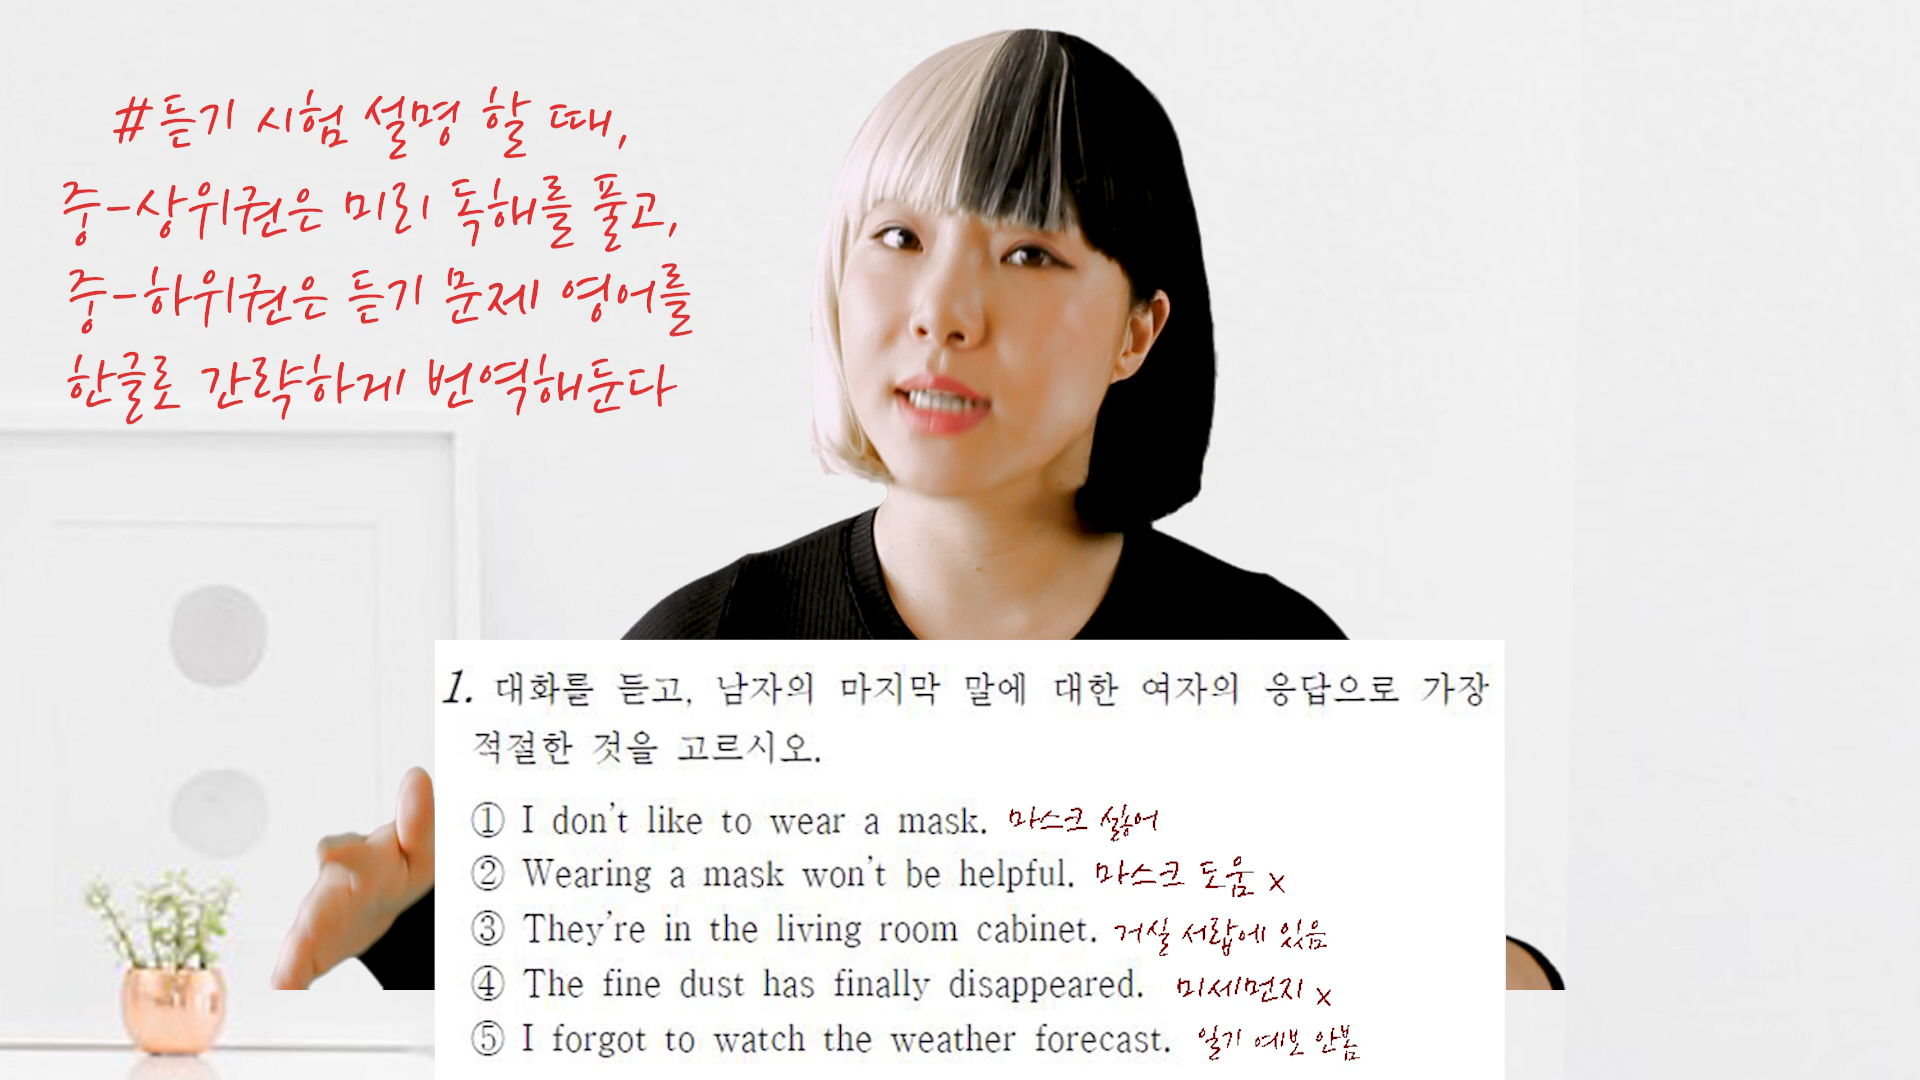 #듣기 시험 설명 할 때,
중-상위권은 미리 독해를 풀고,
중-하위권은 듣기 문제 영어를
한글로 간략하게 번역해둔다
1. 대화를 듣고, 남자의 마지막 말에 대한 여자의 응답으로 가장
적절한 것을 고르시오.
① I don't like to wear a mask. 마스크 싫어
② Wearing a mask won't be helpful. 마스크 도움 x
③ They're in the living room cabinet. 거실 서랍에 있음
④ The fine dust has finally disappeared. 미세먼지 x
⑤ I forgot to watch the weather forecast. 일기 예보 안봄